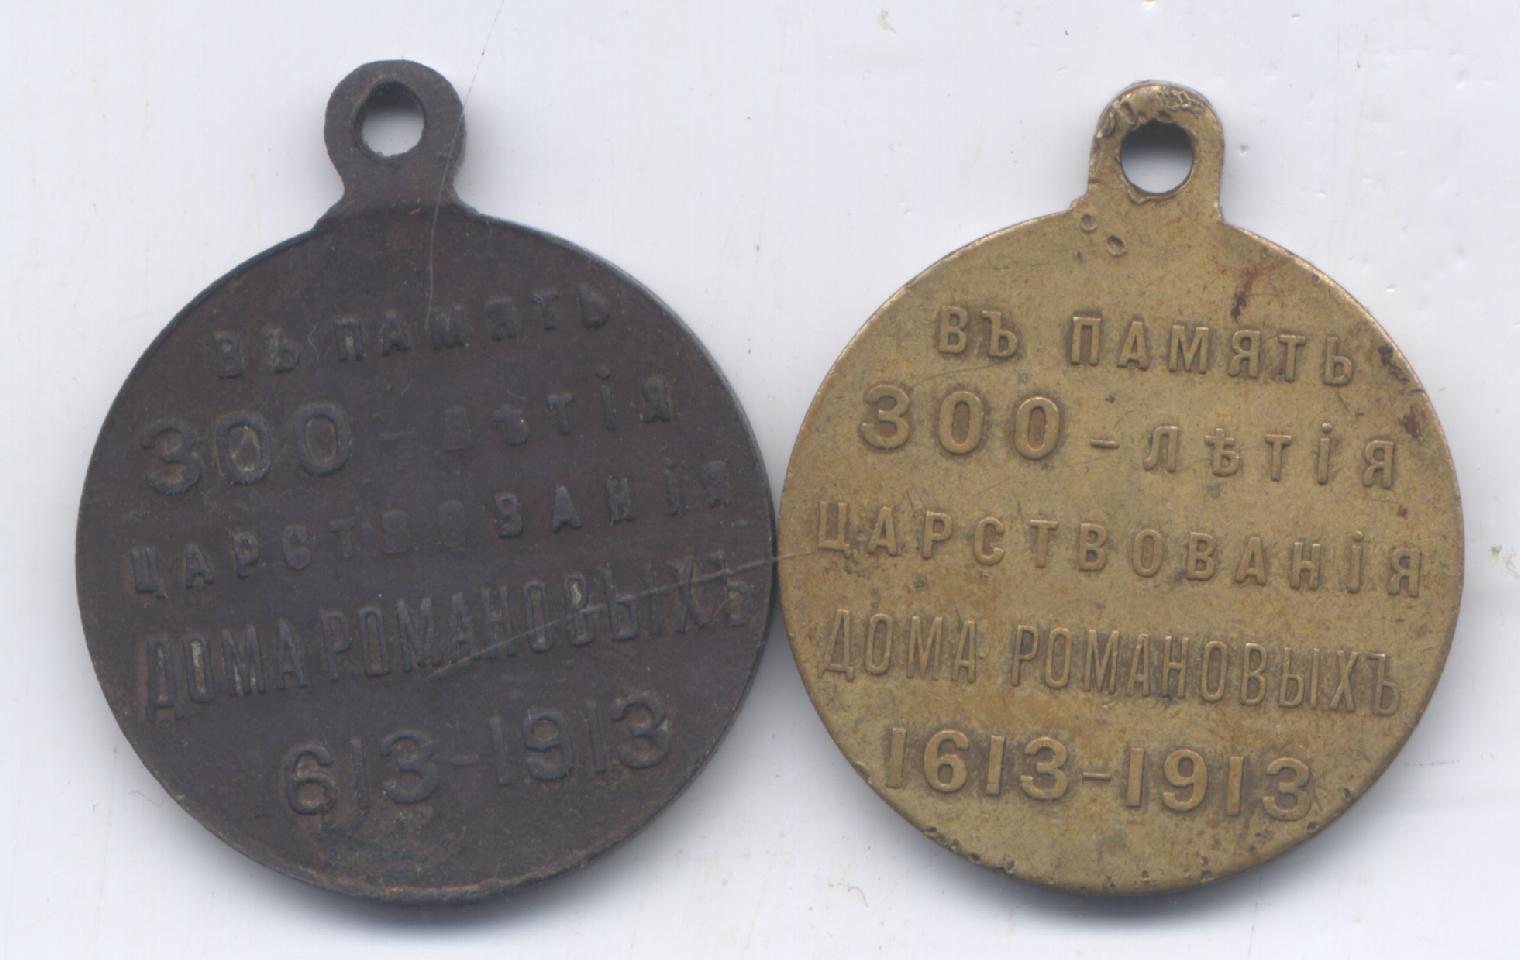 ВЪ ПАМЯТЬ
300-ЛѢТІЯ
ЦАРСТВОВАНІЯ
ДОМА РОМАНОВЫХЪ
613-1913
ВЪ ПАМЯТЬ
300-ЛѢТІЯ
ЦАРСТВОВАНІЯ
ДОМА РОМАНОВЫХЪ
1613-1913